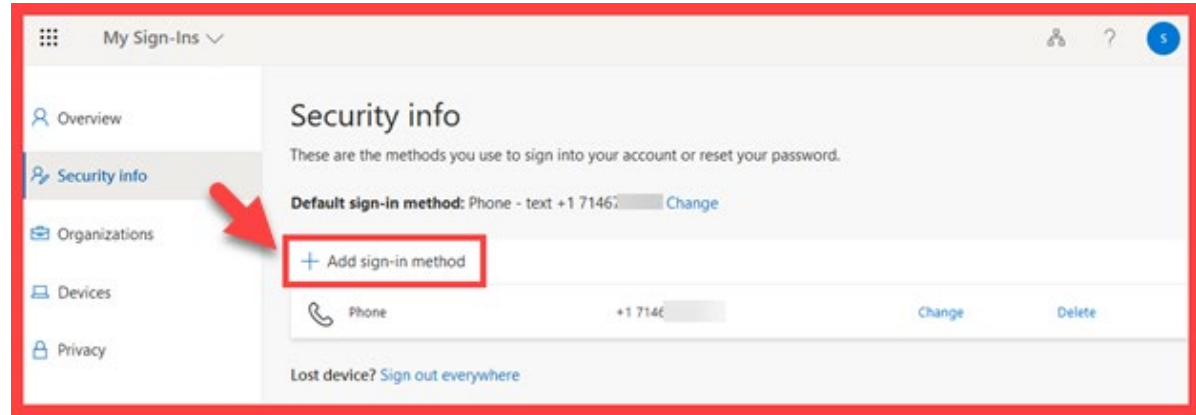 My Sign-Ins
?
S
Overview
Security info
Organizations
Devices
Privacy
Security info
These are the methods you use to sign into your account or reset your password.
Default sign-in method: Phone - text +1 7146 Change
+ Add sign-in method
Phone +1 7146 Change Delete
Lost device? Sign out everywhere